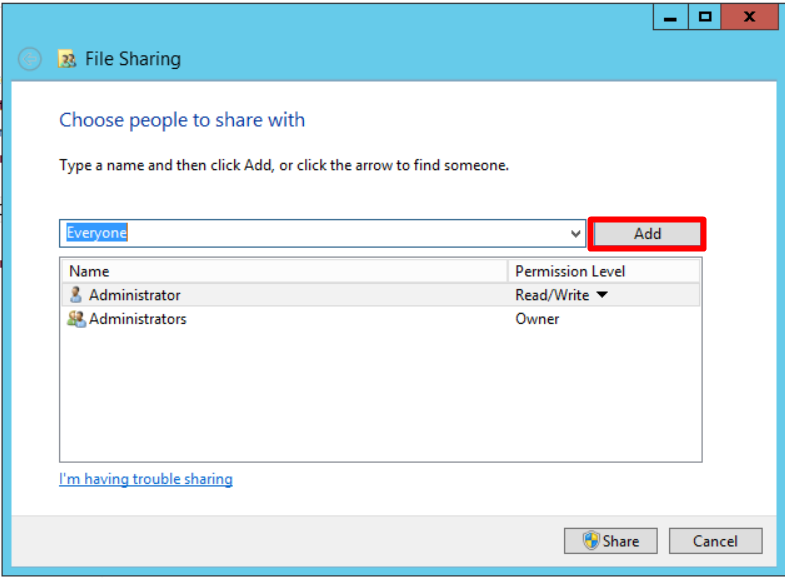 File Sharing
Choose people to share with
Type a name and then click Add, or click the arrow to find someone.
Everyone Add
Name Permission Level
Administrator Read/Write
Administrators Owner
I'm having trouble sharing
Share Cancel